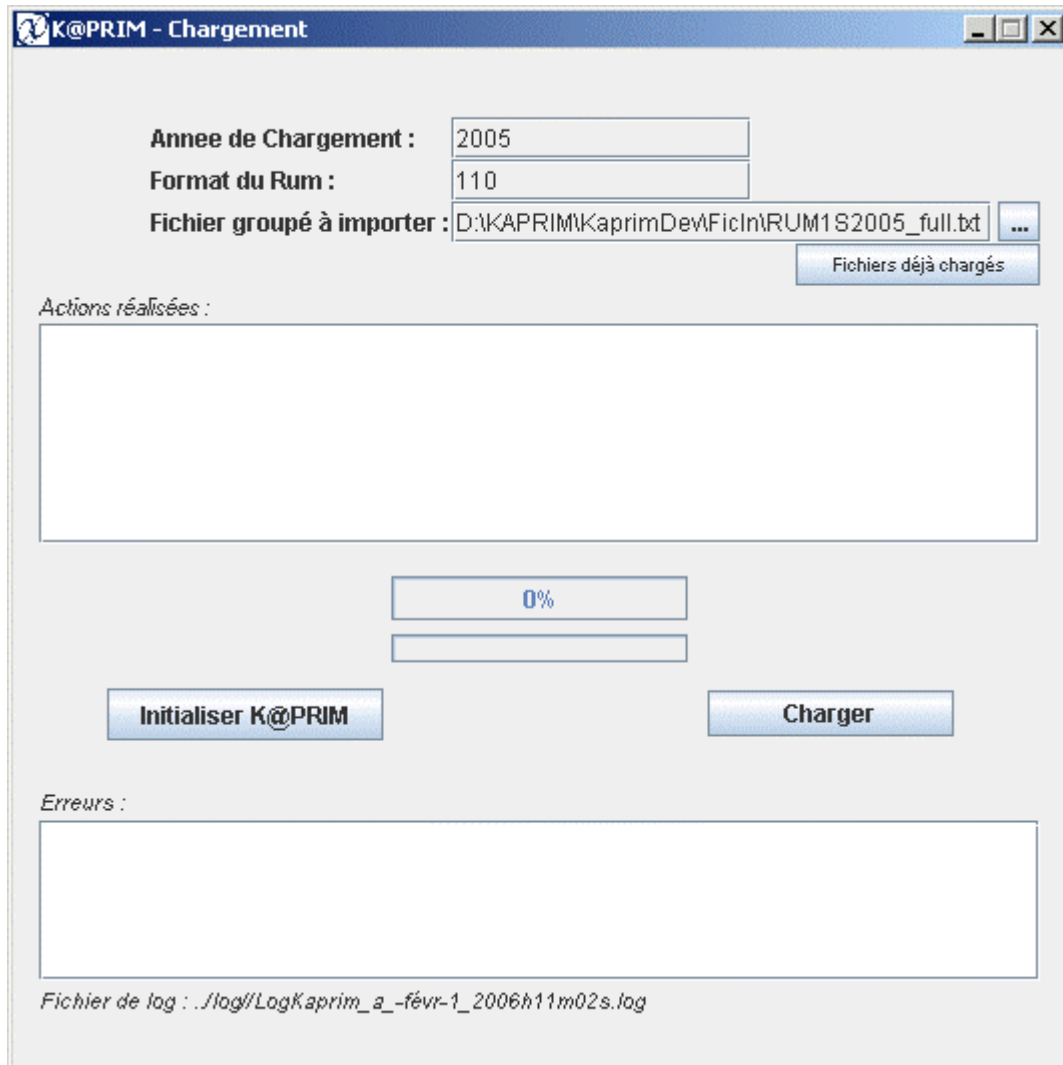 K@PRIM - Chargement
Annee de Chargement : 2005
Format du Rum : 110
Fichier groupé à importer : D:\KAPRIM\KaprimDev\FicIn\RUM1S2005_full.txt ...
Fichiers déjà chargés
Actions réalisées :
0%
Initialiser K@PRIM Charger
Erreurs :
Fichier de log : ../log//LogKaprim_a_-févr-1_2006h11m02s.log